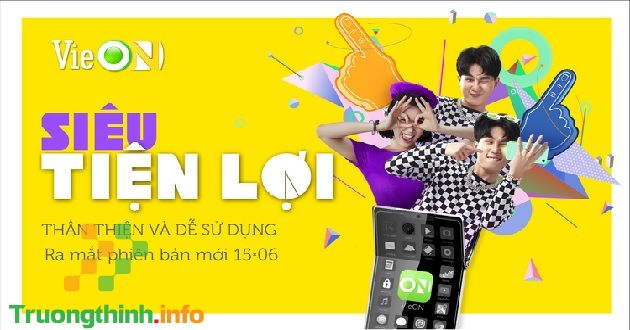 VieON
SIÊU
TIỆN LỢI
THÂN THIỆN VÀ DỄ SỬ DỤNG
Ra mắt phiên bản mới 15·06
ON
VieON
Truongthinh.info